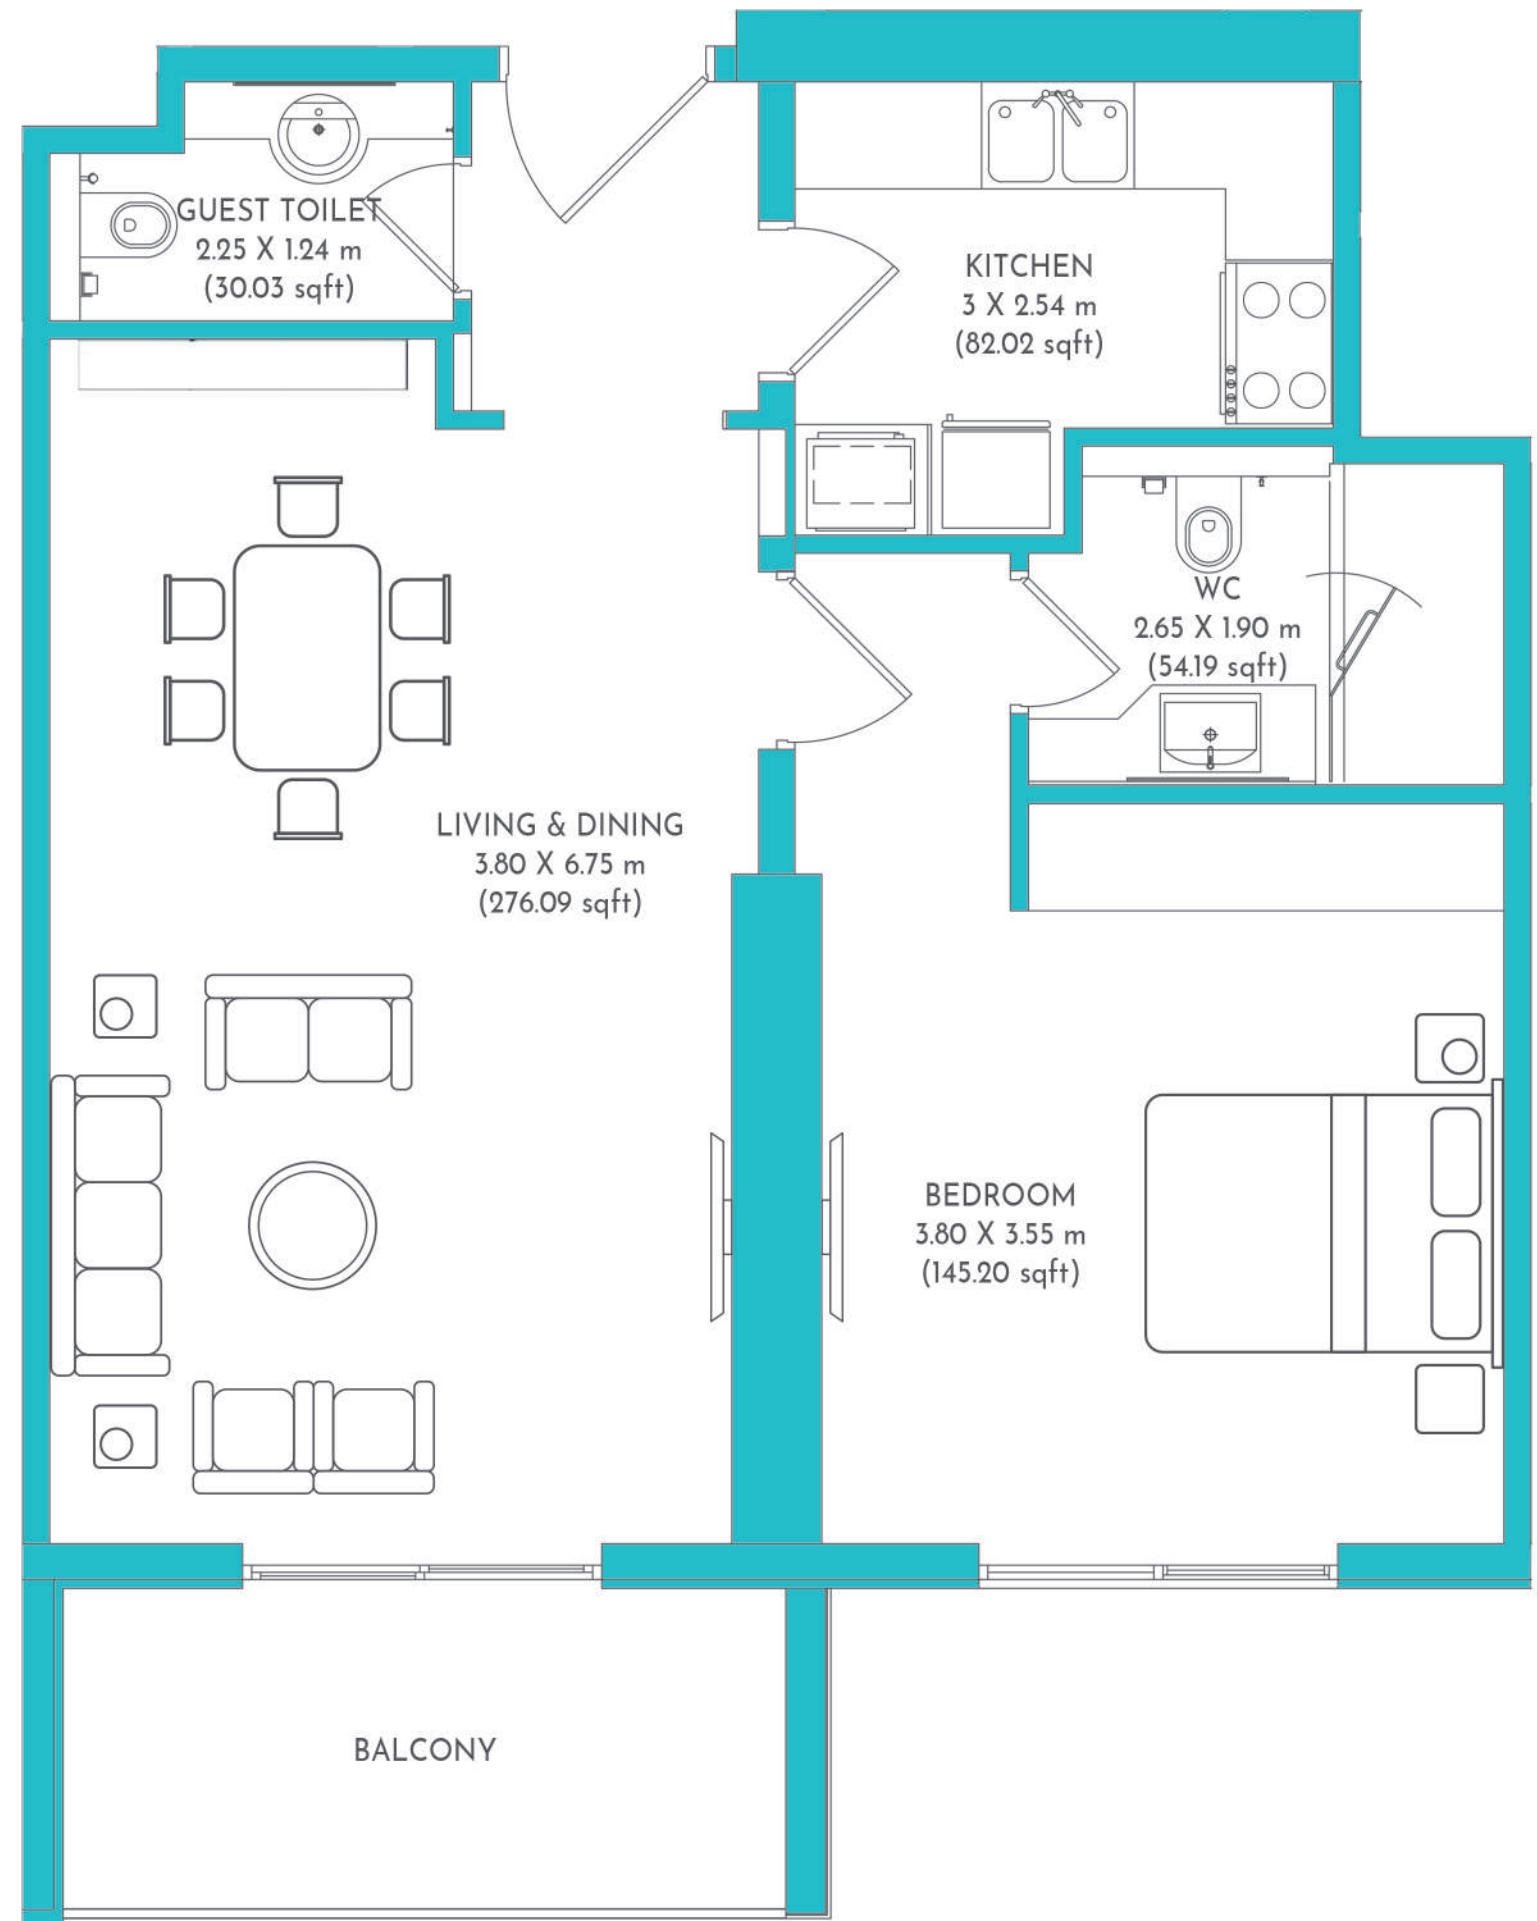 GUEST TOILET
2.25 X 1.24 m
(30.03 sqft)
KITCHEN
3 X 2.54 m
(82.02 sqft)
WC
2.65 X 1.90 m
(54.19 sqft)
LIVING & DINING
3.80 X 6.75 m
(276.09 sqft)
BEDROOM
3.80 X 3.55 m
(145.20 sqft)
BALCONY